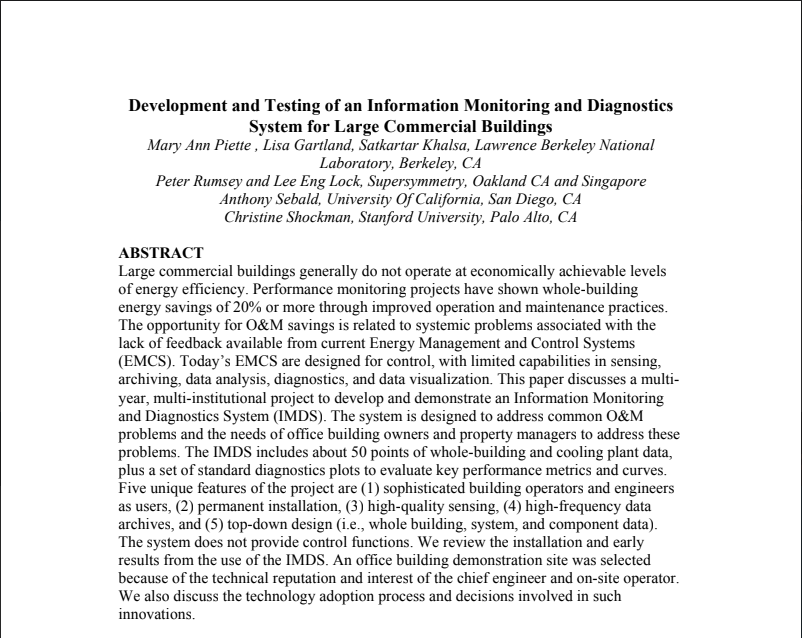 Development and Testing of an Information Monitoring and Diagnostics
System for Large Commercial Buildings
Mary Ann Piette , Lisa Gartland, Satkartar Khalsa, Lawrence Berkeley National
Laboratory, Berkeley, CA
Peter Rumsey and Lee Eng Lock, Supersymmetry, Oakland CA and Singapore
Anthony Sebald, University Of California, San Diego, CA
Christine Shockman, Stanford University, Palo Alto, CA
ABSTRACT
Large commercial buildings generally do not operate at economically achievable levels
of energy efficiency. Performance monitoring projects have shown whole-building
energy savings of 20% or more through improved operation and maintenance practices.
The opportunity for O&M savings is related to systemic problems associated with the
lack of feedback available from current Energy Management and Control Systems
(EMCS). Today’s EMCS are designed for control, with limited capabilities in sensing,
archiving, data analysis, diagnostics, and data visualization. This paper discusses a multi-
year, multi-institutional project to develop and demonstrate an Information Monitoring
and Diagnostics System (IMDS). The system is designed to address common O&M
problems and the needs of office building owners and property managers to address these
problems. The IMDS includes about 50 points of whole-building and cooling plant data,
plus a set of standard diagnostics plots to evaluate key performance metrics and curves.
Five unique features of the project are (1) sophisticated building operators and engineers
as users, (2) permanent installation, (3) high-quality sensing, (4) high-frequency data
archives, and (5) top-down design (i.e., whole building, system, and component data).
The system does not provide control functions. We review the installation and early
results from the use of the IMDS. An office building demonstration site was selected
because of the technical reputation and interest of the chief engineer and on-site operator.
We also discuss the technology adoption process and decisions involved in such
innovations.